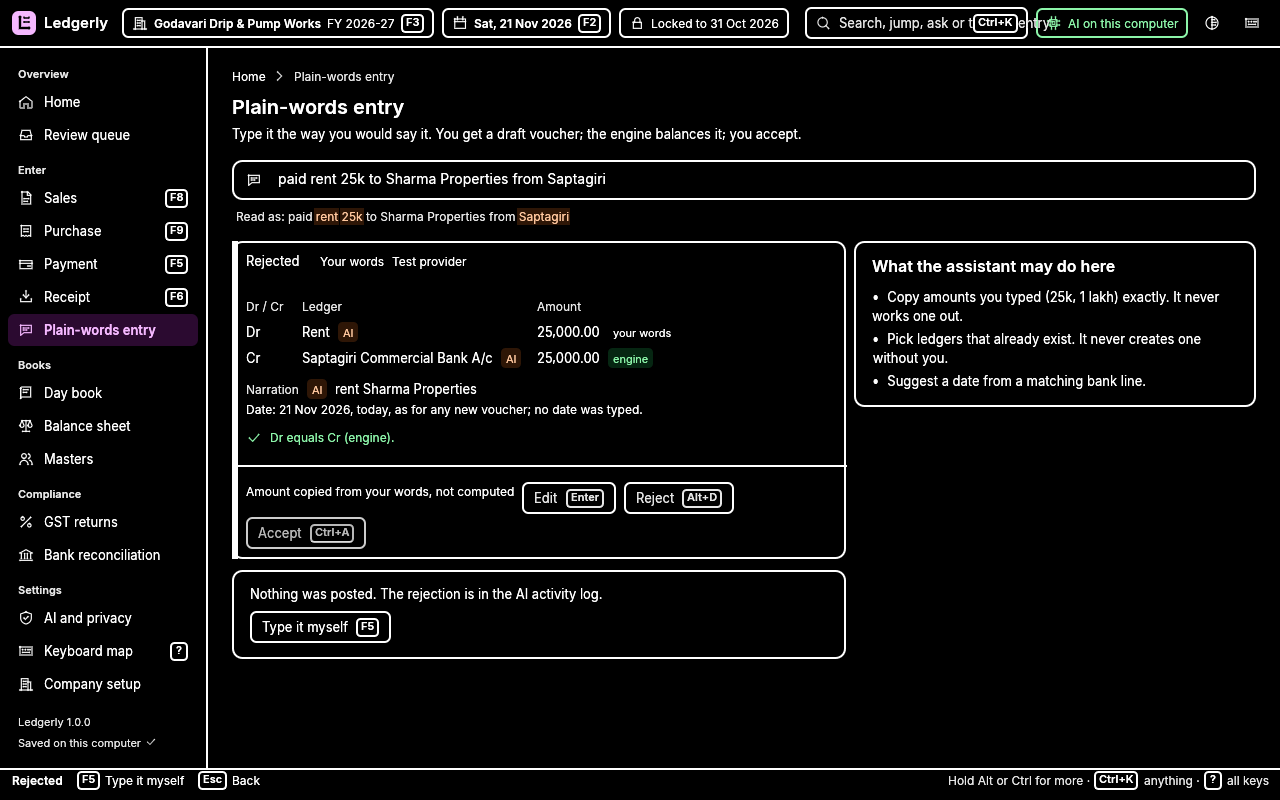 Ledgerly
Godavari Drip & Pump Works FY 2026-27 F3
Sat, 21 Nov 2026 F2
Locked to 31 Oct 2026
Search, jump, ask or t Ctrl+K entry
AI on this computer
Overview
Home
Review queue
Enter
Sales F8
Purchase F9
Payment F5
Receipt F6
Plain-words entry
Books
Day book
Balance sheet
Masters
Compliance
GST returns
Bank reconciliation
Settings
AI and privacy
Keyboard map ?
Company setup
Ledgerly 1.0.0
Saved on this computer
Home Plain-words entry
Plain-words entry
Type it the way you would say it. You get a draft voucher; the engine balances it; you accept.
paid rent 25k to Sharma Properties from Saptagiri
Read as: paid rent 25k to Sharma Properties from Saptagiri
Rejected Your words Test provider
Dr / Cr Ledger Amount
Dr Rent AI 25,000.00 your words
Cr Saptagiri Commercial Bank A/c AI 25,000.00 engine
Narration AI rent Sharma Properties
Date: 21 Nov 2026, today, as for any new voucher; no date was typed.
Dr equals Cr (engine).
Amount copied from your words, not computed Edit Enter Reject Alt+D
Accept Ctrl+A
Nothing was posted. The rejection is in the AI activity log.
Type it myself F5
What the assistant may do here
• Copy amounts you typed (25k, 1 lakh) exactly. It never
works one out.
• Pick ledgers that already exist. It never creates one
without you.
• Suggest a date from a matching bank line.
Rejected F5 Type it myself Esc Back
Hold Alt or Ctrl for more · Ctrl+K anything · ? all keys